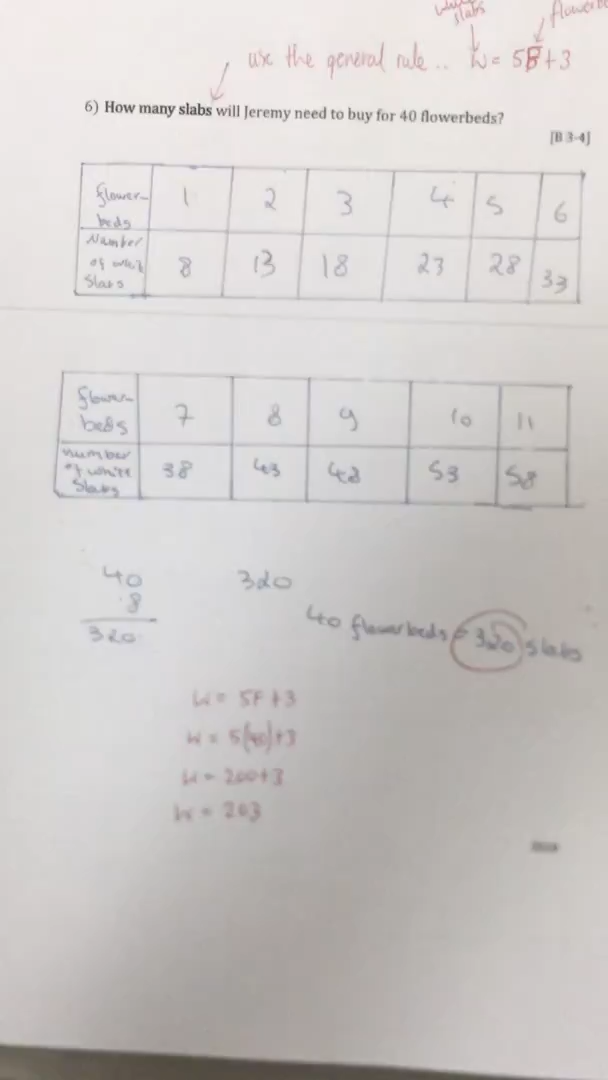 white
slabs
flowerbe
use the general rule.. W = 5F+3
6) How many slabs will Jeremy need to buy for 40 flowerbeds?
[B 3-4]
flower-beds 1 2 3 4 5 6
Number of white Slabs 8 13 18 23 28 33
flower-beds 7 8 9 10 11
number of white Slabs 38 43 48 53 58
40 320
8
320
40 flowerbeds = 320 slabs
W = 5F+3
W = 5(40)+3
W = 200+3
W = 203